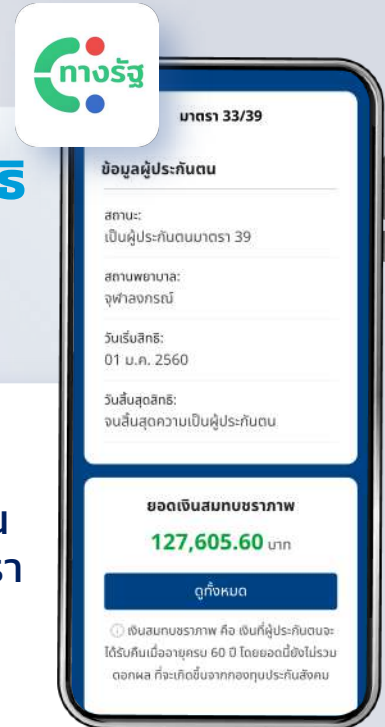 ทางรัฐ
มาตรา 33/39
ข้อมูลผู้ประกันตน
สถานะ:
เป็นผู้ประกันตนมาตรา 39
สถานพยาบาล:
จุฬาลงกรณ์
วันเริ่มสิทธิ:
01 ม.ค. 2560
วันสิ้นสุดสิทธิ:
จนสิ้นสุดความเป็นผู้ประกันตน
ยอดเงินสมทบชราภาพ
127,605.60 บาท
ดูทั้งหมด
เงินสมทบชราภาพ คือ เงินที่ผู้ประกันตนจะ
ได้รับคืนเมื่ออายุครบ 60 ปี โดยยอดนี้ยังไม่รวม
ดอกผล ที่จะเกิดขึ้นจากกองทุนประกันสังคม